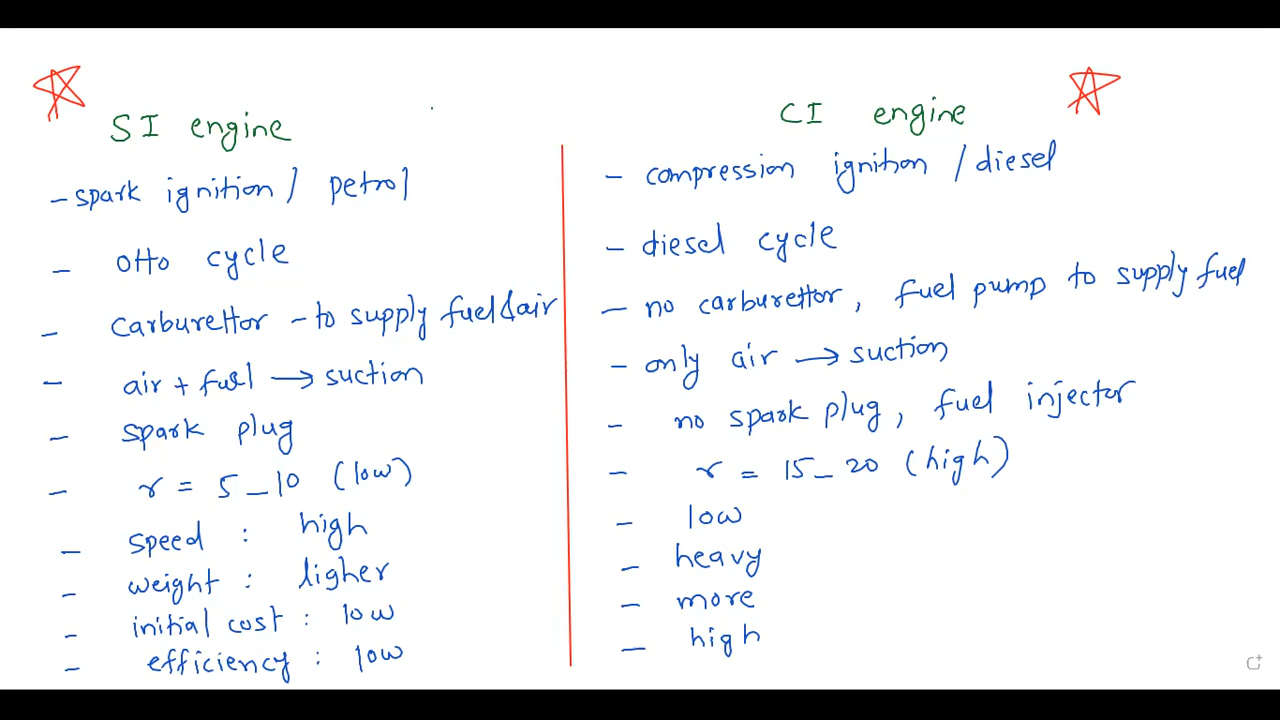 SI engine
- spark ignition / petrol
- otto cycle
- carburettor - to supply fuel & air
- air + fuel → suction
- spark plug
- r = 5 - 10 (low)
- speed : high
- weight : ligher
- initial cost : low
- efficiency : low
CI engine
- compression ignition / diesel
- diesel cycle
- no carburettor, fuel pump to supply fuel
- only air → suction
- no spark plug, fuel injector
- r = 15 - 20 (high)
- low
- heavy
- more
- high